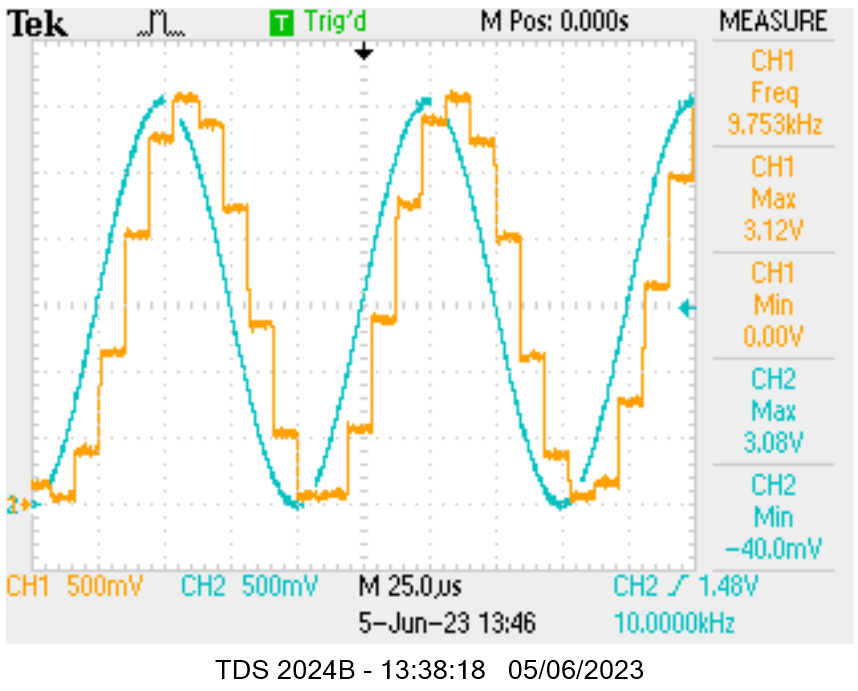 Tek T Trig'd M Pos: 0.000s MEASURE
CH1
Freq
9.753kHz
CH1
Max
3.12V
CH1
Min
0.00V
CH2
Max
3.08V
CH2
Min
-40.0mV
CH1 500mV CH2 500mV M 25.0µs CH2 1.48V
5-Jun-23 13:46 10.0000kHz
TDS 2024B - 13:38:18 05/06/2023